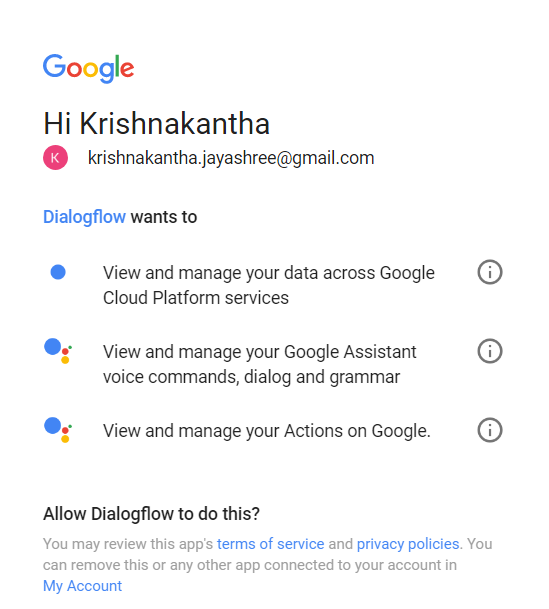 Google
Hi Krishnakantha
K
krishnakantha.jayashree@gmail.com
Dialogflow wants to
View and manage your data across Google
Cloud Platform services
View and manage your Google Assistant
voice commands, dialog and grammar
View and manage your Actions on Google.
Allow Dialogflow to do this?
You may review this app's terms of service and privacy policies. You
can remove this or any other app connected to your account in
My Account